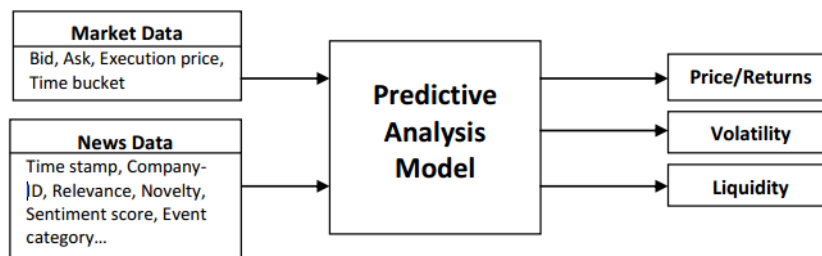 Market Data
Bid, Ask, Execution price,
Time bucket
News Data
Time stamp, Company-
ID, Relevance, Novelty,
Sentiment score, Event
category...
Predictive
Analysis
Model
Price/Returns
Volatility
Liquidity